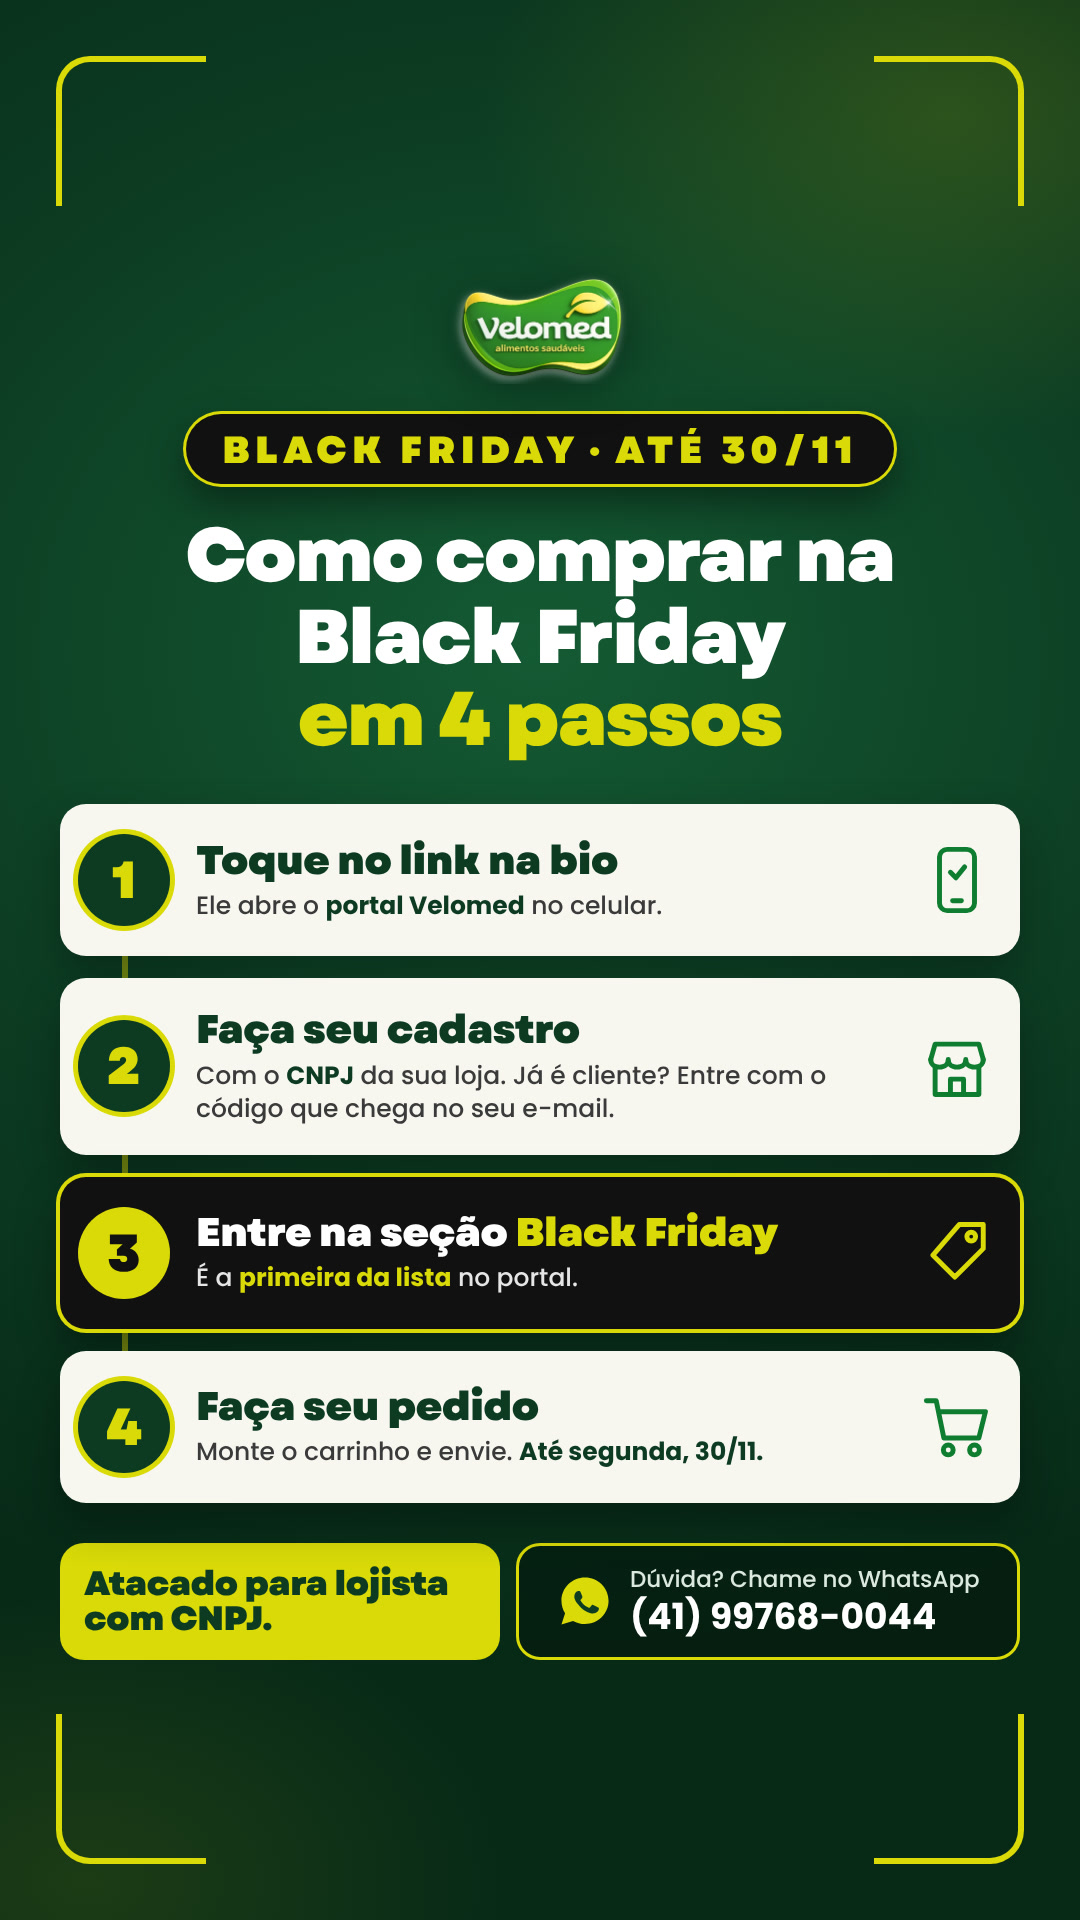 Velomed
alimentos saudáveis
BLACK FRIDAY · ATÉ 30/11
Como comprar na
Black Friday
em 4 passos
1
Toque no link na bio
Ele abre o portal Velomed no celular.
2
Faça seu cadastro
Com o CNPJ da sua loja. Já é cliente? Entre com o
código que chega no seu e-mail.
3
Entre na seção Black Friday
É a primeira da lista no portal.
4
Faça seu pedido
Monte o carrinho e envie. Até segunda, 30/11.
Atacado para lojista
com CNPJ.
Dúvida? Chame no WhatsApp
(41) 99768-0044